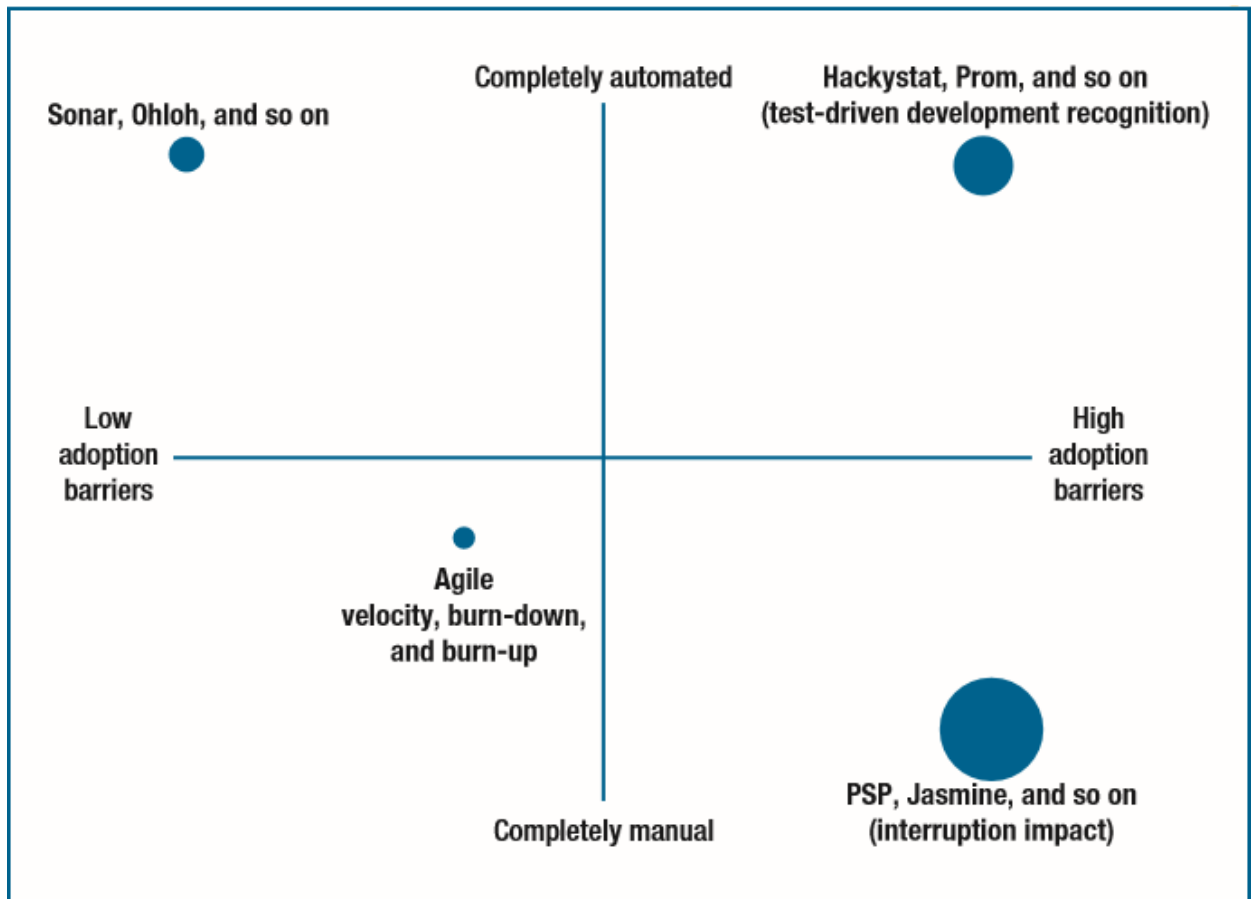 Completely automated
Hackystat, Prom, and so on
(test-driven development recognition)
Sonar, Ohloh, and so on
Low
adoption
barriers
High
adoption
barriers
Agile
velocity, burn-down,
and burn-up
PSP, Jasmine, and so on
(interruption impact)
Completely manual